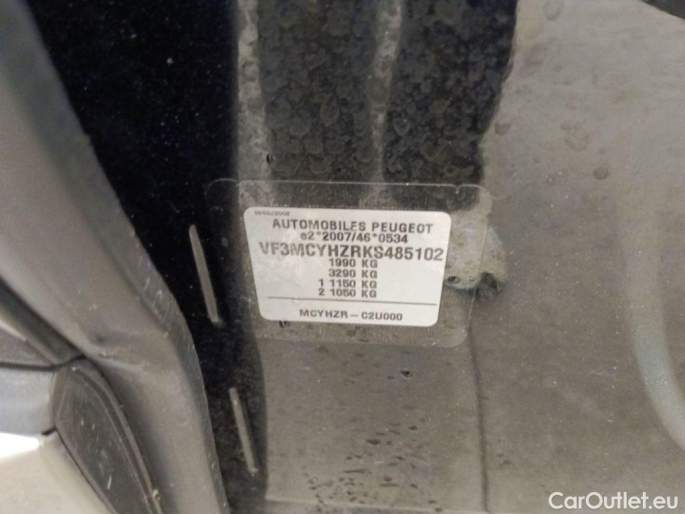 AUTOMOBILES PEUGEOT
e2*2007/46*0534
VF3MCYHZRKS485102
1990 KG
3290 KG
1 1150 KG
2 1050 KG
MCYHZR-C2U000
CarOutlet.eu